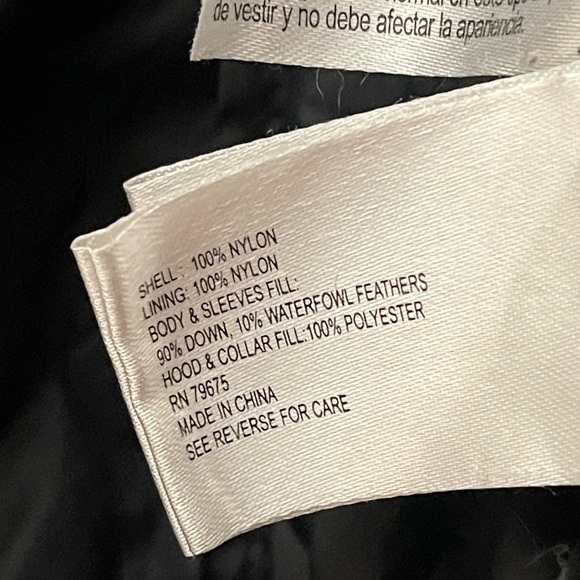 de vestir y no debe afectar la apariencia.
SHELL: 100% NYLON
LINING: 100% NYLON
BODY & SLEEVES FILL:
90% DOWN, 10% WATERFOWL FEATHERS
HOOD & COLLAR FILL:100% POLYESTER
RN 79675
MADE IN CHINA
SEE REVERSE FOR CARE